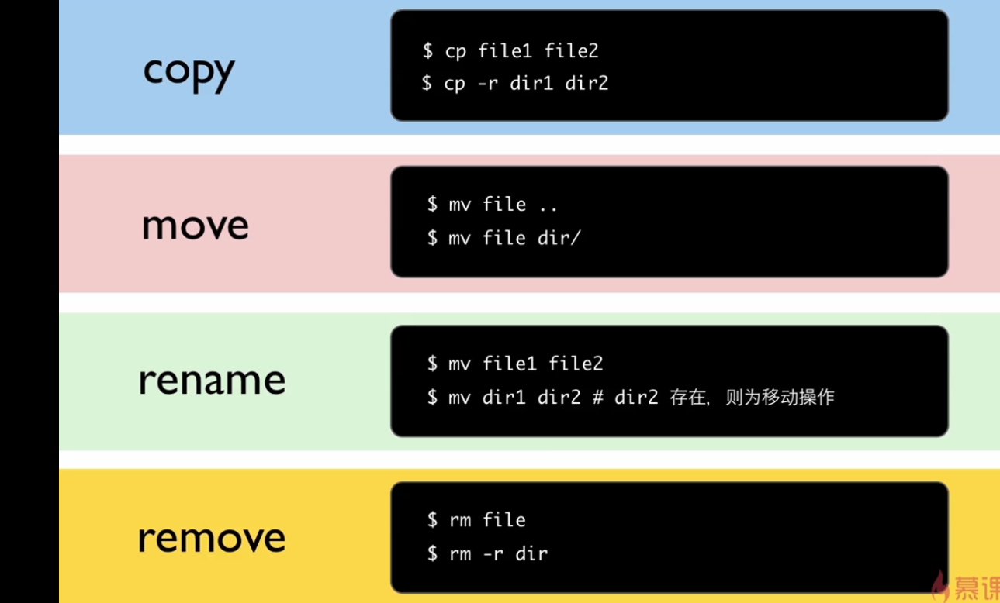 copy
$ cp file1 file2
$ cp -r dir1 dir2
move
$ mv file ..
$ mv file dir/
rename
$ mv file1 file2
$ mv dir1 dir2 # dir2 存在, 则为移动操作
remove
$ rm file
$ rm -r dir
慕课